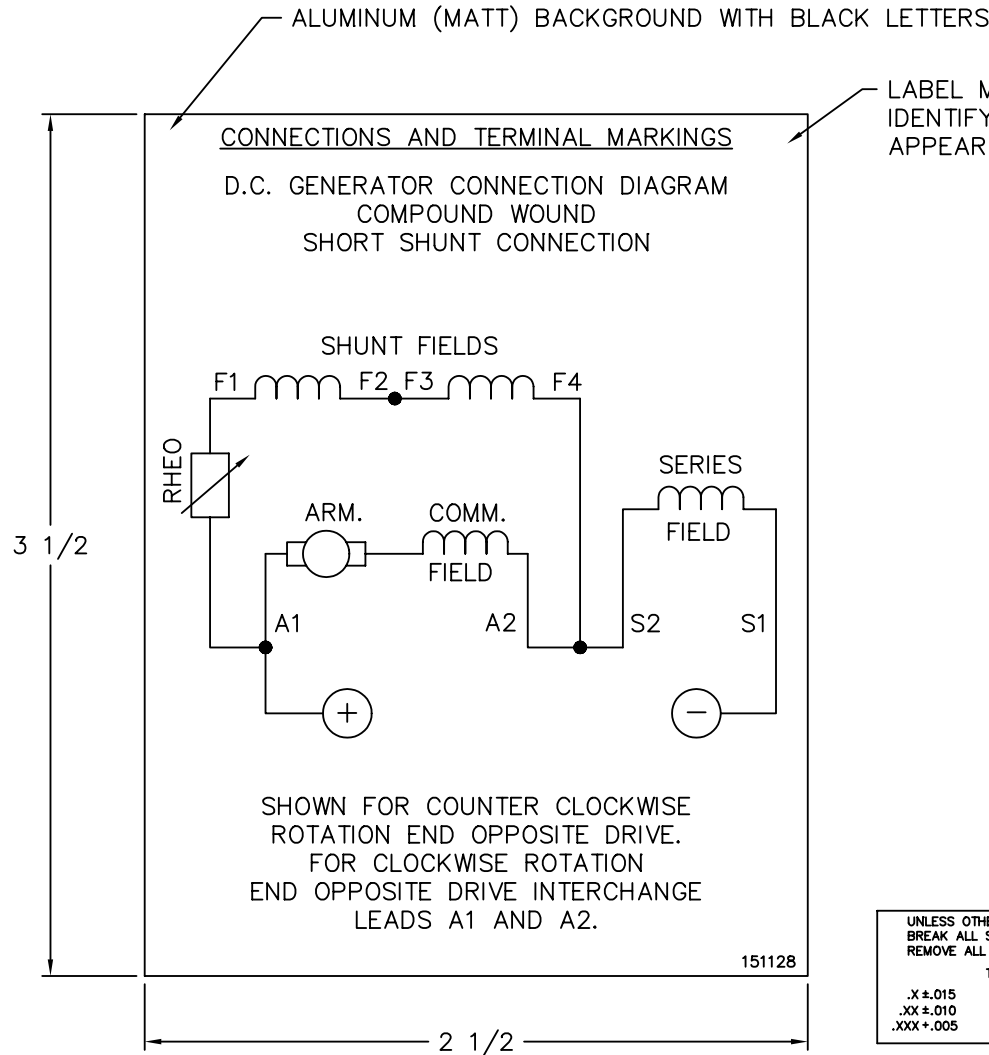 ALUMINUM (MATT) BACKGROUND WITH BLACK LETTERS
LABEL
IDENTIFY
APPEAR
CONNECTIONS AND TERMINAL MARKINGS
D.C. GENERATOR CONNECTION DIAGRAM
COMPOUND WOUND
SHORT SHUNT CONNECTION
SHUNT FIELDS
F1 F2 F3 F4
RHEO
SERIES
FIELD
ARM. COMM.
FIELD
3 1/2
A1 A2 S2 S1
+ −
SHOWN FOR COUNTER CLOCKWISE
ROTATION END OPPOSITE DRIVE.
FOR CLOCKWISE ROTATION
END OPPOSITE DRIVE INTERCHANGE
LEADS A1 AND A2.
151128
2 1/2
UNLESS
BREAK ALL
REMOVE ALL
.X ±.015
.XX ±.010
.XXX +.005